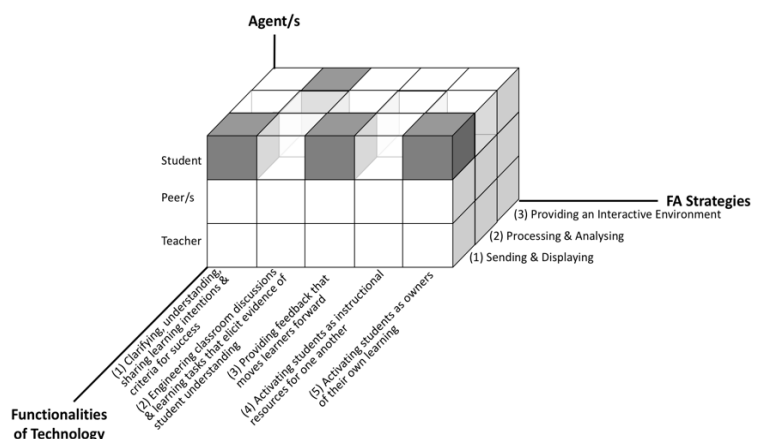 Agent/s
Student
Peer/s
Teacher
FA Strategies
(3) Providing an Interactive Environment
(2) Processing & Analysing
(1) Sending & Displaying
(1) Clarifying, understanding,
sharing learning intentions &
criteria for success
(2) Engineering classroom discussions
& learning tasks that elicit evidence of
student understanding
(3) Providing feedback that
moves learners forward
(4) Activating students as instructional
resources for one another
(5) Activating students as owners
of their own learning
Functionalities
of Technology